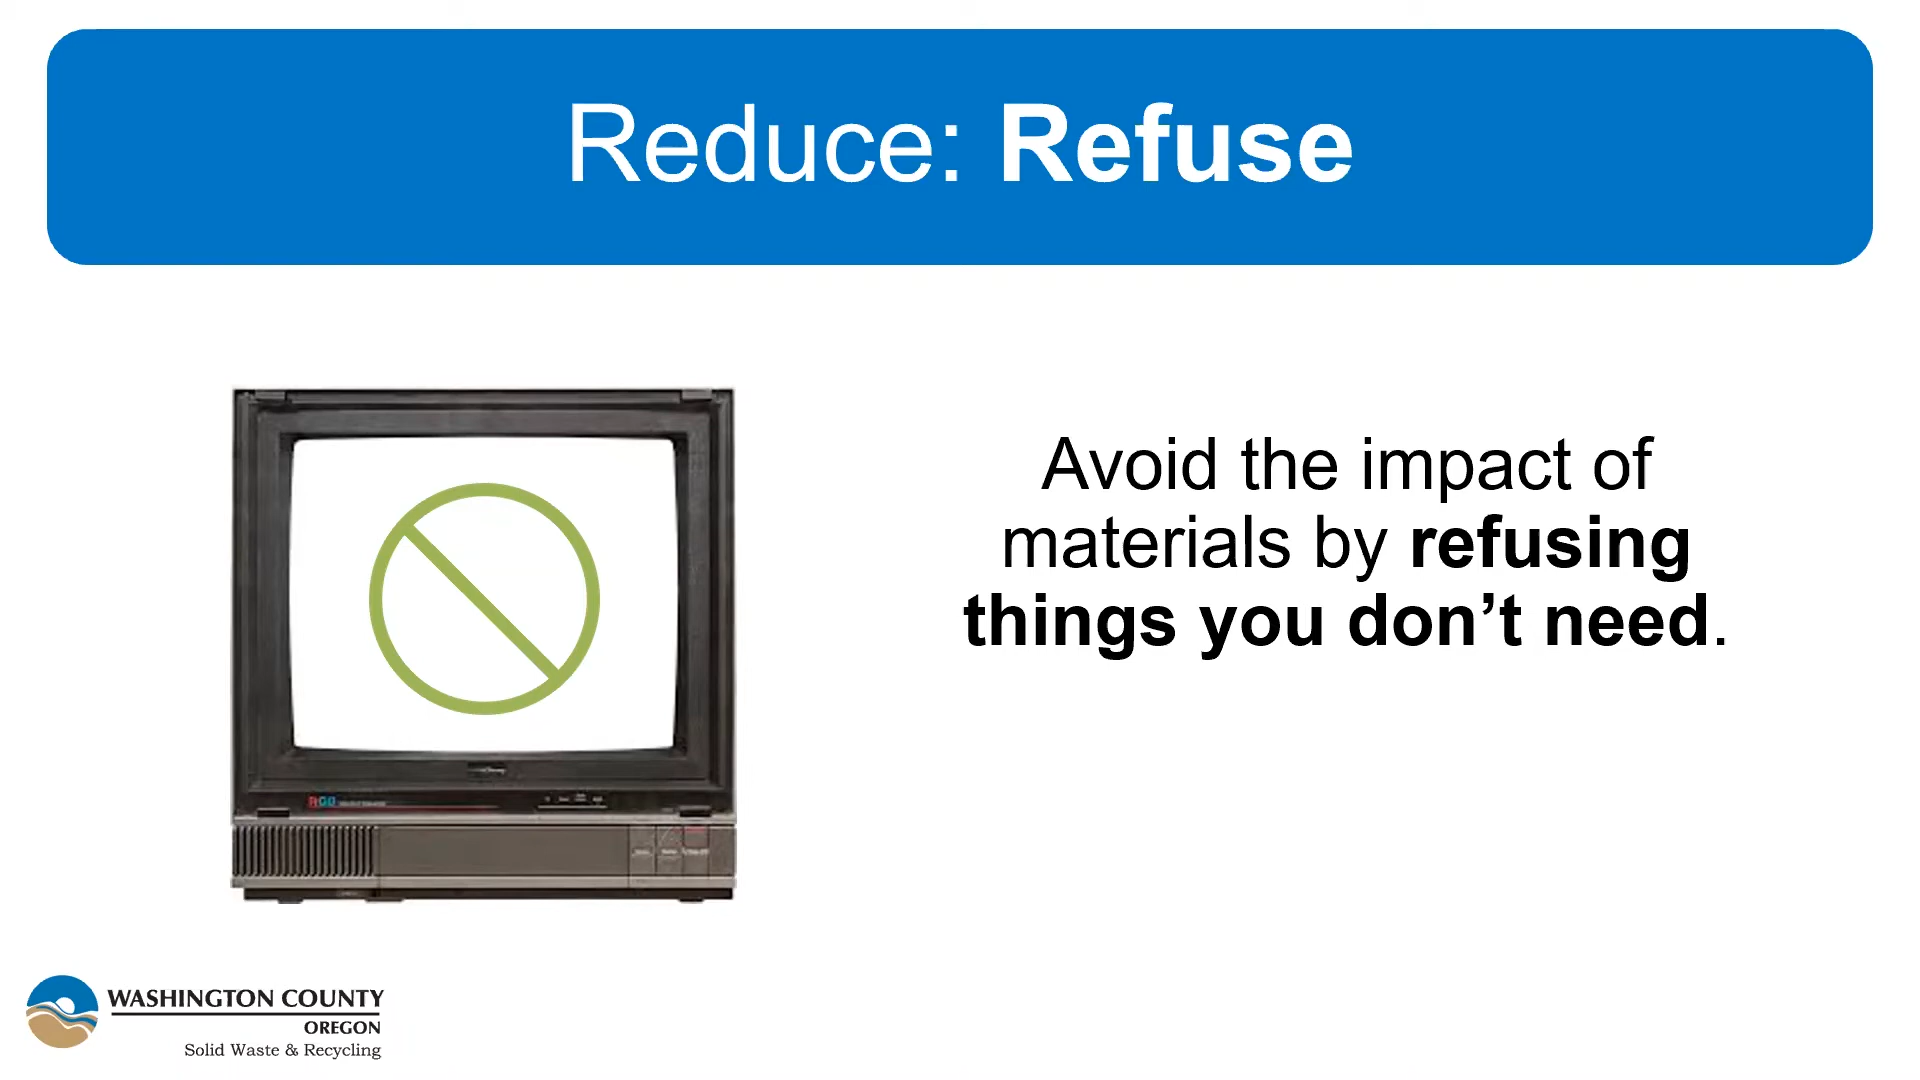 Reduce: Refuse
Avoid the impact of
materials by refusing
things you don’t need.
WASHINGTON COUNTY
OREGON
Solid Waste & Recycling